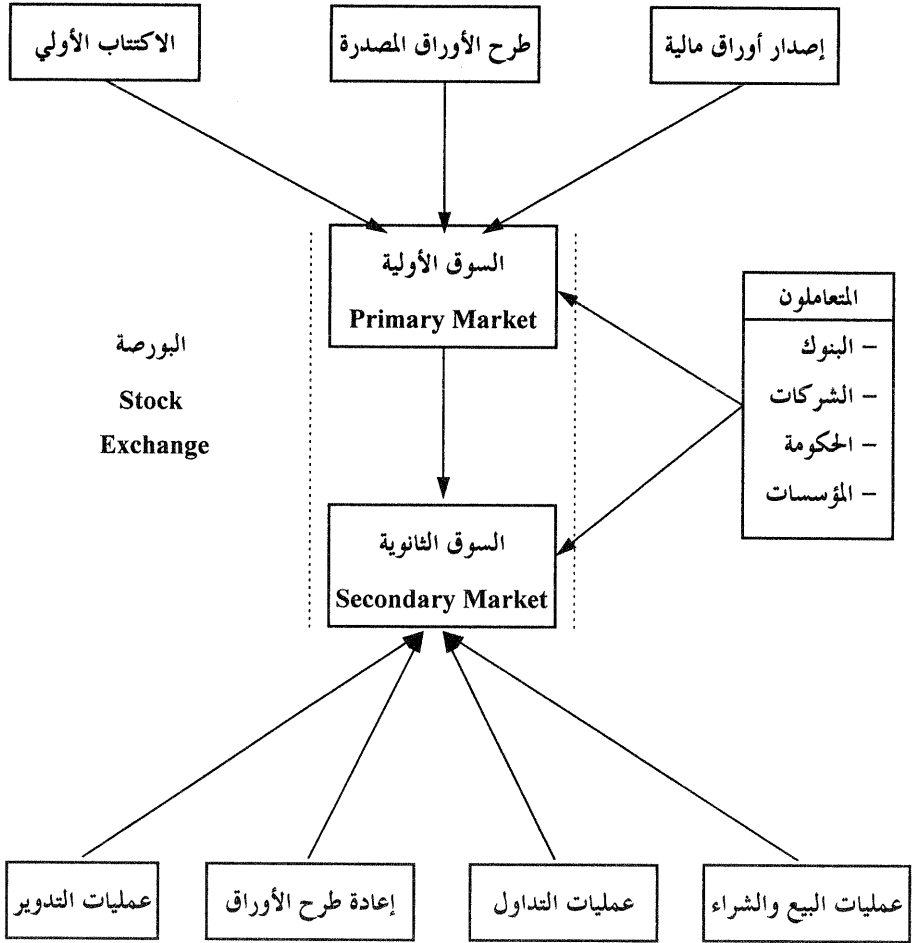 إصدار أوراق مالية
طرح الأوراق المصدرة
الاكتتاب الأولي
السوق الأولية
Primary Market
المتعاملون
– البنوك
– الشركات
– الحكومة
– المؤسسات
البورصة
Stock
Exchange
السوق الثانوية
Secondary Market
عمليات البيع والشراء
عمليات التداول
إعادة طرح الأوراق
عمليات التدوير